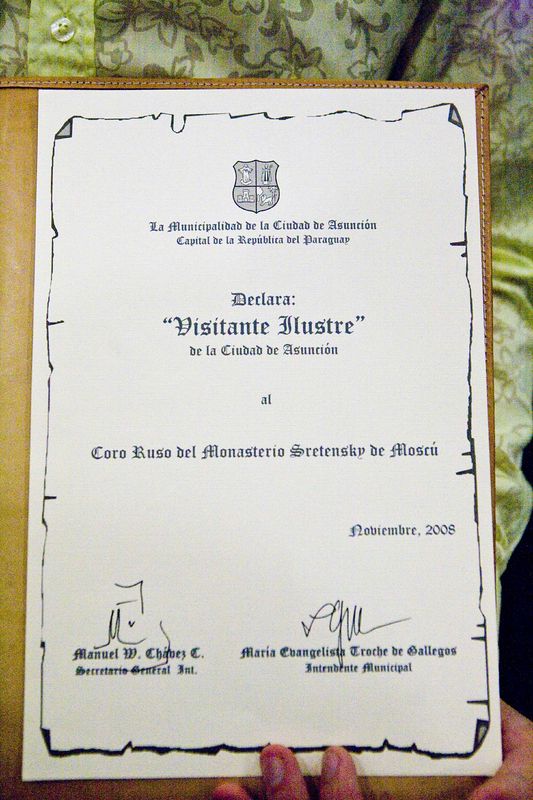 La Municipalidad de la Ciudad de Asunción
Capital de la República del Paraguay
Declara:
“Visitante Ilustre”
de la Ciudad de Asunción
al
Coro Ruso del Monasterio Sretensky de Moscú
Noviembre, 2008
Manuel W. Chávez C.
Secretario General Int.
María Evangelista Troche de Gallegos
Intendente Municipal